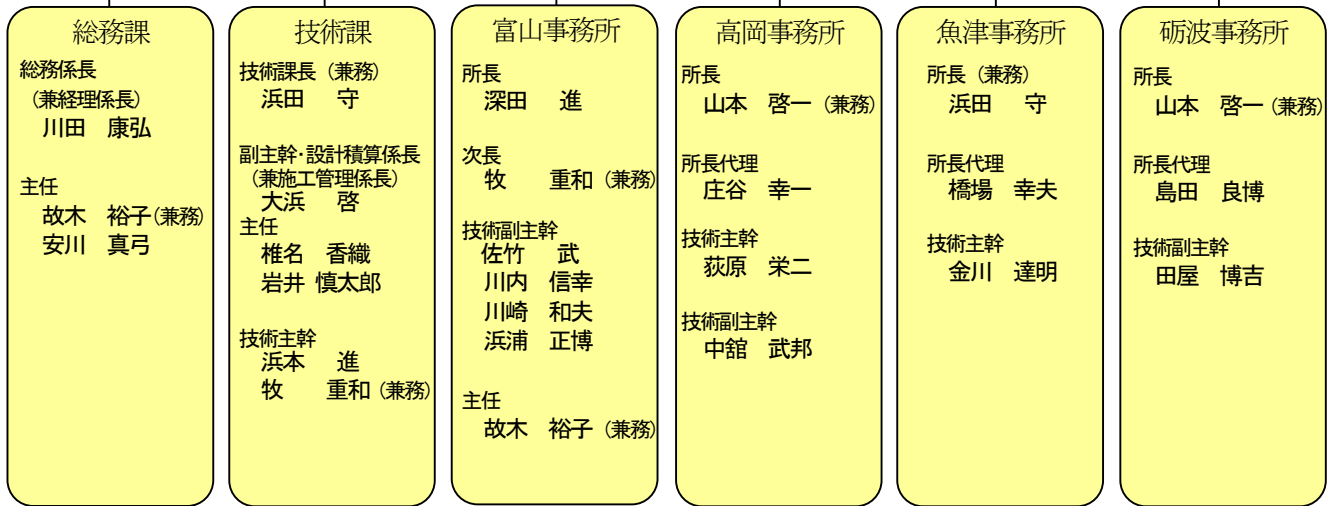 総務課
総務係長
（兼経理係長）
川田　康弘
主任
故木　裕子（兼務）
安川　真弓
技術課
技術課長（兼務）
浜田　守
副主幹・設計積算係長
（兼施工管理係長）
大浜　啓
主任
椎名　香織
岩井 慎太郎
技術主幹
浜本　進
牧　重和（兼務）
富山事務所
所長
深田　進
次長
牧　重和（兼務）
技術副主幹
佐竹　武
川内　信幸
川崎　和夫
浜浦　正博
主任
故木　裕子（兼務）
高岡事務所
所長
山本　啓一（兼務）
所長代理
庄谷　幸一
技術主幹
荻原　栄二
技術副主幹
中舘　武邦
魚津事務所
所長（兼務）
浜田　守
所長代理
橋場　幸夫
技術主幹
金川　達明
砺波事務所
所長
山本　啓一（兼務）
所長代理
島田　良博
技術副主幹
田屋　博吉